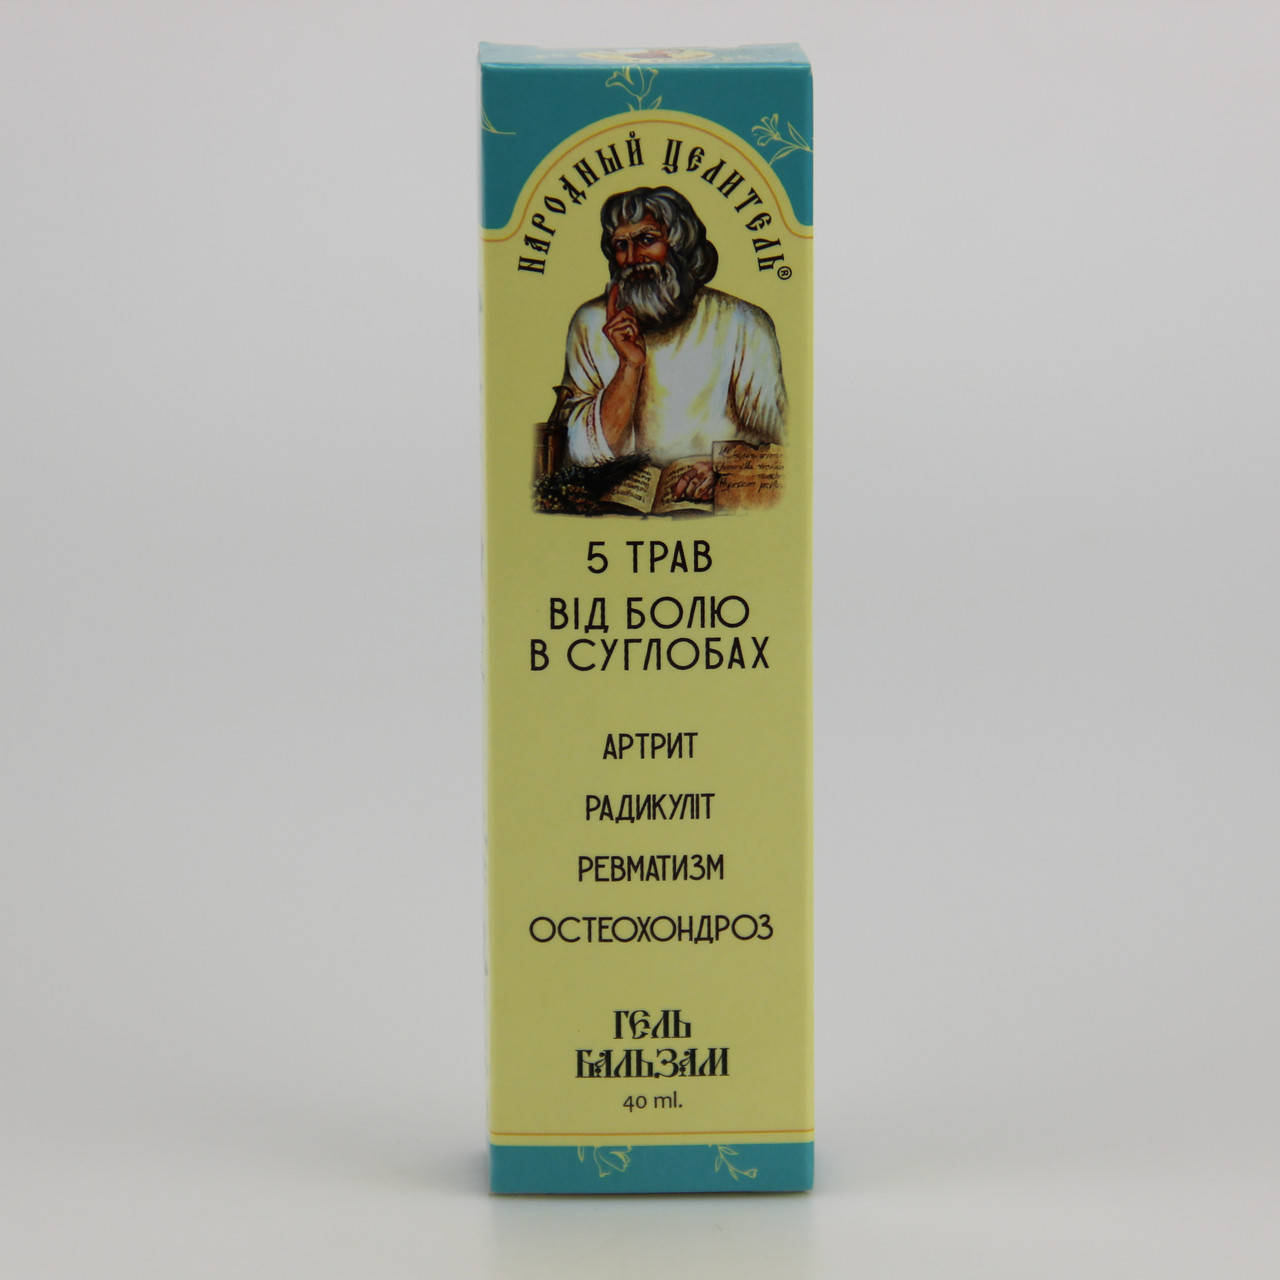 НАРОДНЫЙ ЦЕЛИТЕЛЬ®
5 ТРАВ
ВІД БОЛЮ
В СУГЛОБАХ
АРТРИТ
РАДИКУЛІТ
РЕВМАТИЗМ
ОСТЕОХОНДРОЗ
ГЕЛЬ
БАЛЬЗАМ
40 ml.